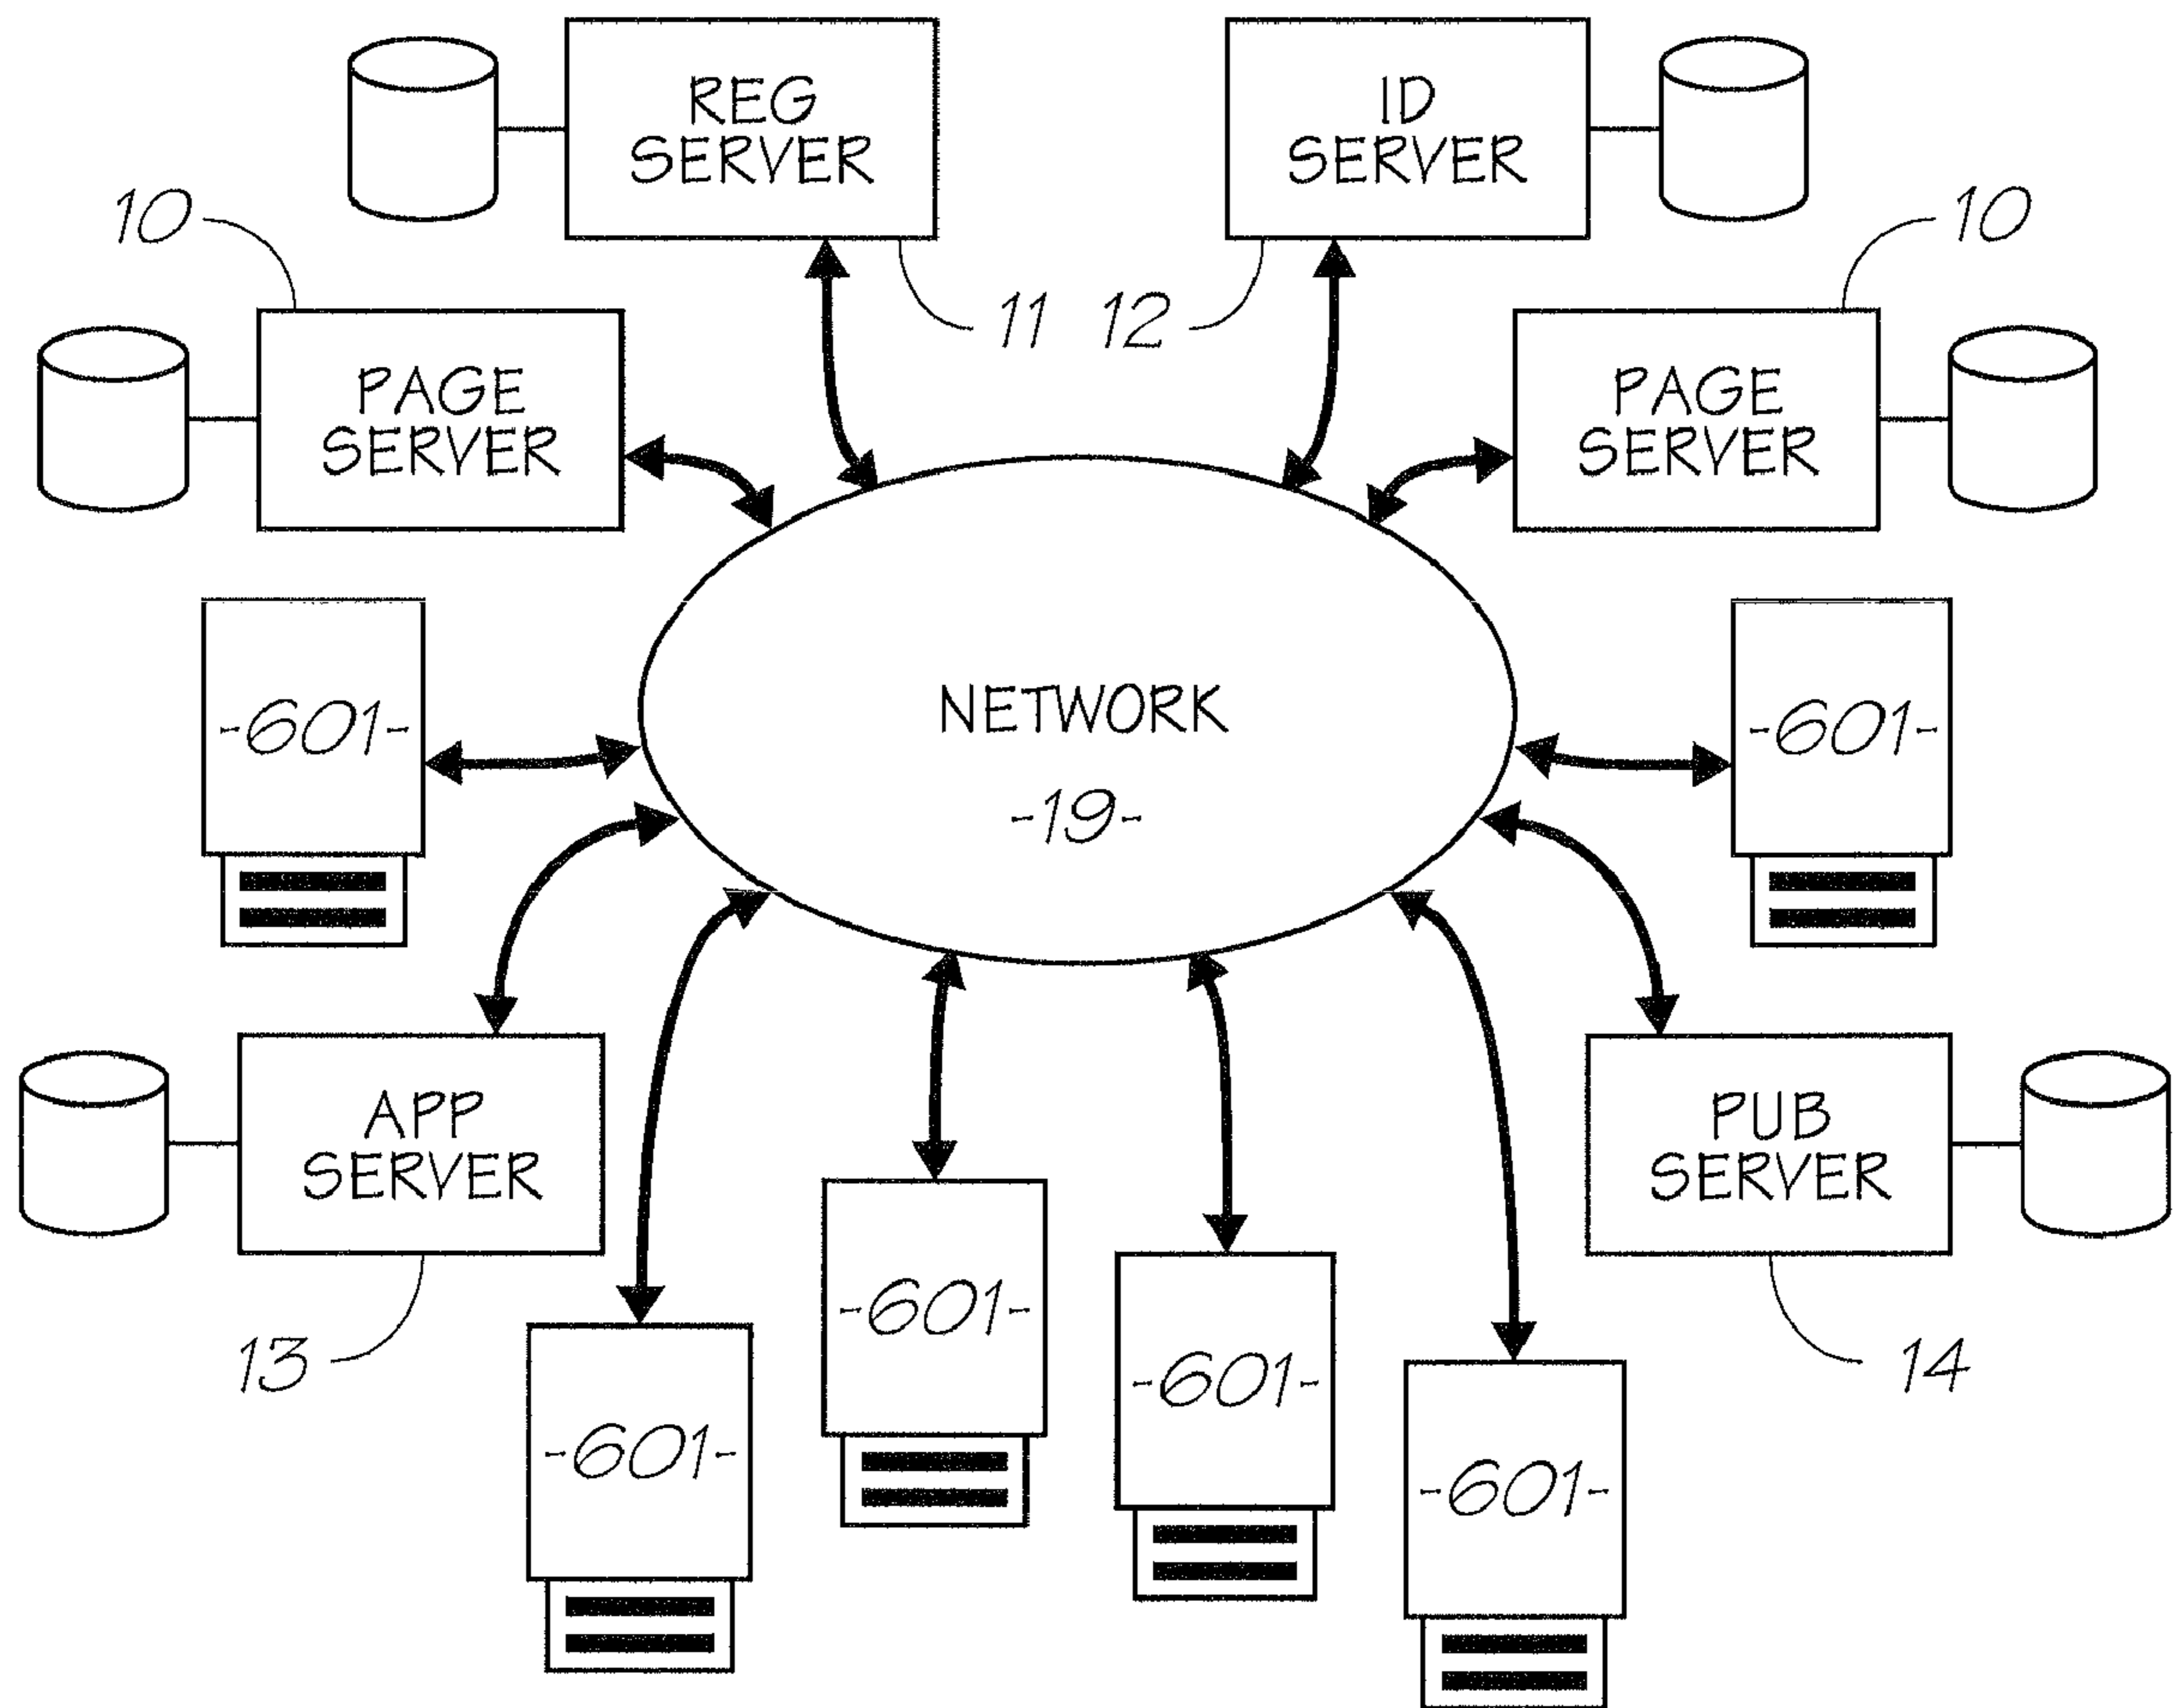 REG
SERVER
ID
SERVER
10
10
11
12
PAGE
SERVER
PAGE
SERVER
-601-
NETWORK
-19-
-601-
APP
SERVER
PUB
SERVER
13
14
-601-
-601-
-601-
-601-